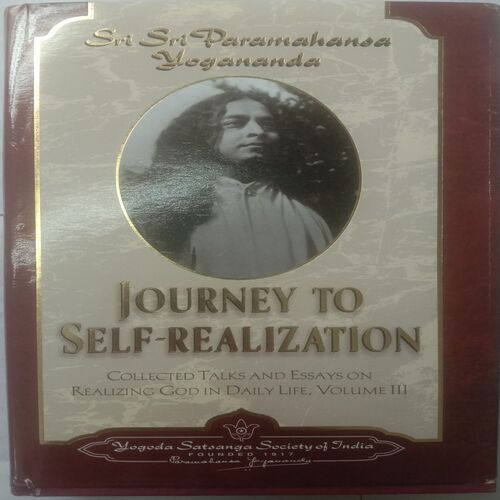 Sri Sri Paramahansa
Yogananda
JOURNEY TO
SELF-REALIZATION
COLLECTED TALKS AND ESSAYS ON
REALIZING GOD IN DAILY LIFE, VOLUME III
Yogoda Satsanga Society of India
FOUNDED 1917
Paramahansa Yogananda